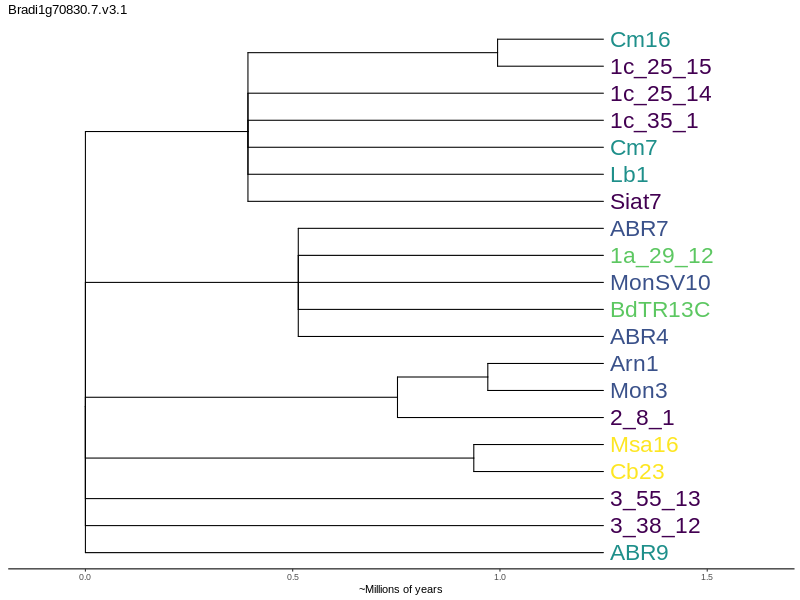 Bradi1g70830.7.v3.1
Cm16
1c_25_15
1c_25_14
1c_35_1
Cm7
Lb1
Siat7
ABR7
1a_29_12
MonSV10
BdTR13C
ABR4
Arn1
Mon3
2_8_1
Msa16
Cb23
3_55_13
3_38_12
ABR9
0.0 0.5 1.0 1.5
~Millions of years